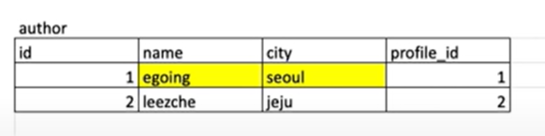 author
id name city profile_id
1 egoing seoul 1
2 leezche jeju 2